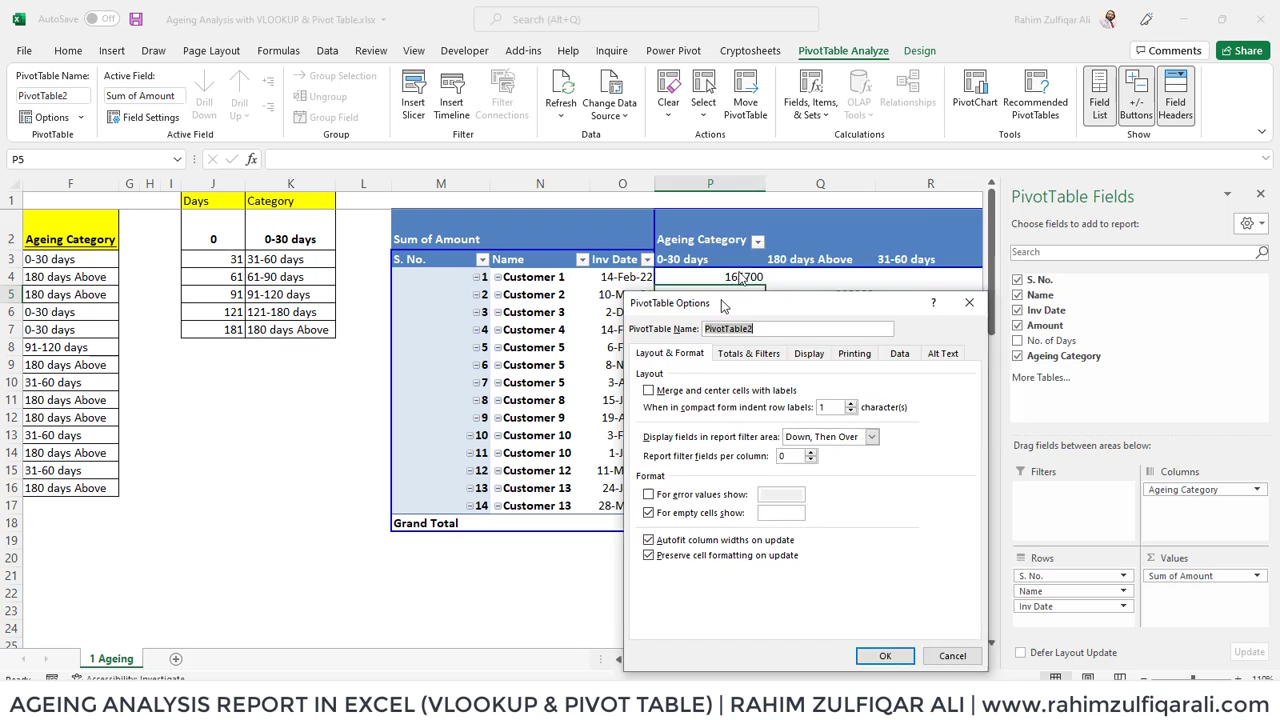 AutoSave Off Ageing Analysis with VLOOKUP & Pivot Table.xlsx Search (Alt+Q) Rahim Zulfiqar Ali
File Home Insert Draw Page Layout Formulas Data Review View Developer Add-ins Help Inquire Power Pivot Cryptosheets PivotTable Analyze Design Comments Share
PivotTable Name: Active Field:
PivotTable2 Sum of Amount
Options Field Settings
Drill Down Drill Up
Group Selection
Ungroup
Group Field
Insert Slicer Insert Timeline Filter Connections
Refresh Change Data Source
Clear Select Move PivotTable
Fields, Items, & Sets OLAP Tools Relationships
PivotChart Recommended PivotTables
Field List +/- Buttons Field Headers
PivotTable Active Field Group Filter Data Actions Calculations Tools Show
P5 fx
F G H I J K L M N O P Q R
1 Days Category
2 Ageing Category 0 0-30 days Sum of Amount Ageing Category
3 0-30 days 31 31-60 days S. No. Name Inv Date 0-30 days 180 days Above 31-60 days
4 180 days Above 61 61-90 days 1 Customer 1 14-Feb-22
5 180 days Above 91 91-120 days 2 Customer 2
6 0-30 days 121 121-180 days 3 Customer 3
7 0-30 days 181 180 days Above 4 Customer 4
8 91-120 days 5 Customer 5
9 180 days Above 6 Customer 5
10 31-60 days 7 Customer 5
11 180 days Above 8 Customer 8
12 180 days Above 9 Customer 9
13 31-60 days 10 Customer 10
14 180 days Above 11 Customer 10
15 31-60 days 12 Customer 12
16 180 days Above 13 Customer 13
17 14 Customer 13
18 Grand Total
19
20
21
22
23
24
25
PivotTable Options ?
PivotTable Name: PivotTable2
Layout & Format Totals & Filters Display Printing Data Alt Text
Layout
Merge and center cells with labels
When in compact form indent row labels: 1 character(s)
Display fields in report filter area: Down, Then Over
Report filter fields per column: 0
Format
For error values show:
For empty cells show:
Autofit column widths on update
Preserve cell formatting on update
OK Cancel
PivotTable Fields
Choose fields to add to report:
Search
S. No.
Name
Inv Date
Amount
No. of Days
Ageing Category
More Tables...
Drag fields between areas below:
Filters Columns
Ageing Category
Rows Σ Values
S. No. Sum of Amount
Name
Inv Date
Defer Layout Update Update
1 Ageing
AGEING ANALYSIS REPORT IN EXCEL (VLOOKUP & PIVOT TABLE) | RAHIM ZULFIQAR ALI | www.rahimzulfiqarali.com